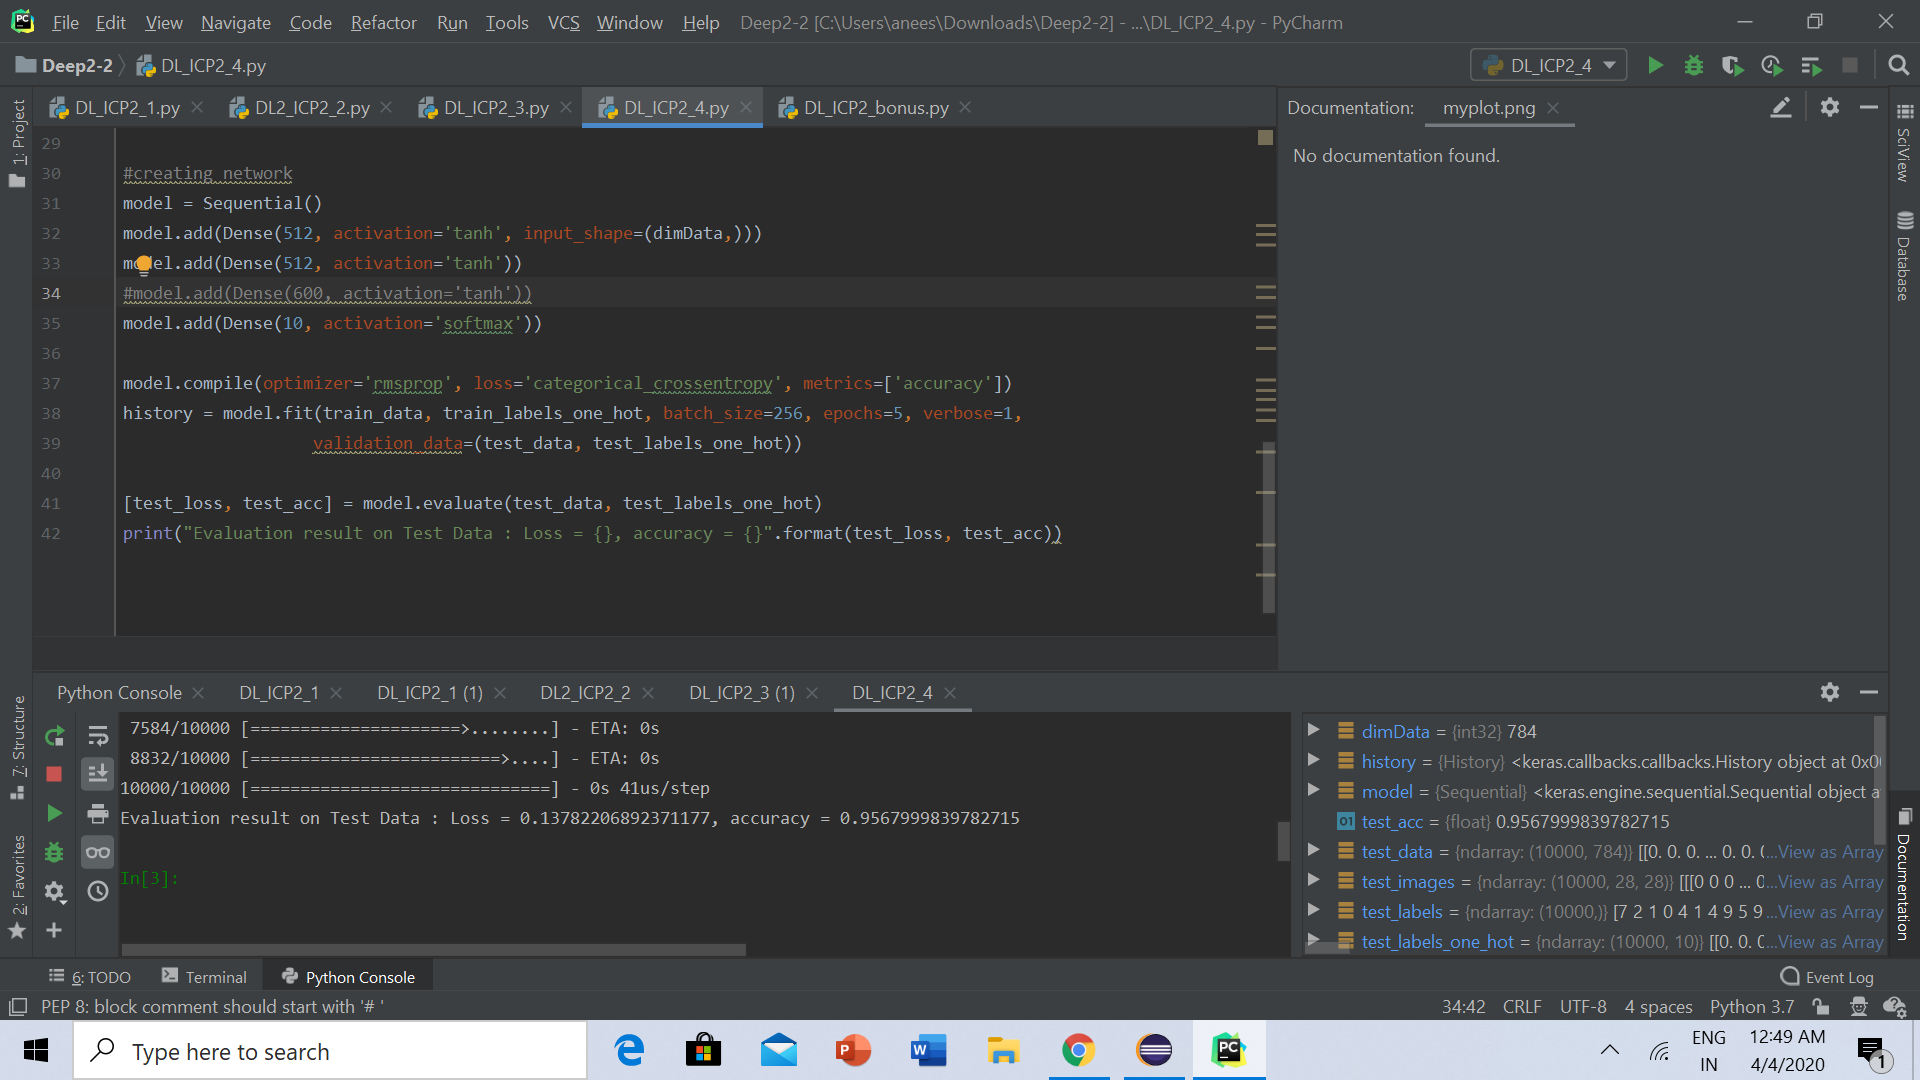 File Edit View Navigate Code Refactor Run Tools VCS Window Help Deep2-2 [C:\Users\anees\Downloads\Deep2-2] - ...\DL_ICP2_4.py - PyCharm
Deep2-2 DL_ICP2_4.py DL_ICP2_4
DL_ICP2_1.py DL2_ICP2_2.py DL_ICP2_3.py DL_ICP2_4.py DL_ICP2_bonus.py
Documentation: myplot.png
No documentation found.
1: Project
7: Structure
2: Favorites
SciView
Database
Documentation
29
30 #creating network
31 model = Sequential()
32 model.add(Dense(512, activation='tanh', input_shape=(dimData,)))
33 model.add(Dense(512, activation='tanh'))
34 #model.add(Dense(600, activation='tanh'))
35 model.add(Dense(10, activation='softmax'))
36
37 model.compile(optimizer='rmsprop', loss='categorical_crossentropy', metrics=['accuracy'])
38 history = model.fit(train_data, train_labels_one_hot, batch_size=256, epochs=5, verbose=1,
39 validation_data=(test_data, test_labels_one_hot))
40
41 [test_loss, test_acc] = model.evaluate(test_data, test_labels_one_hot)
42 print("Evaluation result on Test Data : Loss = {}, accuracy = {}".format(test_loss, test_acc))
Python Console DL_ICP2_1 DL_ICP2_1 (1) DL2_ICP2_2 DL_ICP2_3 (1) DL_ICP2_4
7584/10000 [=====================>........] - ETA: 0s
8832/10000 [=========================>....] - ETA: 0s
10000/10000 [==============================] - 0s 41us/step
Evaluation result on Test Data : Loss = 0.13782206892371177, accuracy = 0.9567999839782715
In[3]:
dimData = {int32} 784
history = {History} <keras.callbacks.callbacks.History object at 0x0
model = {Sequential} <keras.engine.sequential.Sequential object a
01 test_acc = {float} 0.9567999839782715
test_data = {ndarray: (10000, 784)} [[0. 0. 0. ... 0. 0. ...View as Array
test_images = {ndarray: (10000, 28, 28)} [[[0 0 0 ... 0 ...View as Array
test_labels = {ndarray: (10000,)} [7 2 1 0 4 1 4 9 5 9 ...View as Array
test_labels_one_hot = {ndarray: (10000, 10)} [[0. 0. ...View as Array
6: TODO Terminal Python Console Event Log
PEP 8: block comment should start with '# ' 34:42 CRLF UTF-8 4 spaces Python 3.7
Type here to search
ENG
IN
12:49 AM
4/4/2020
1